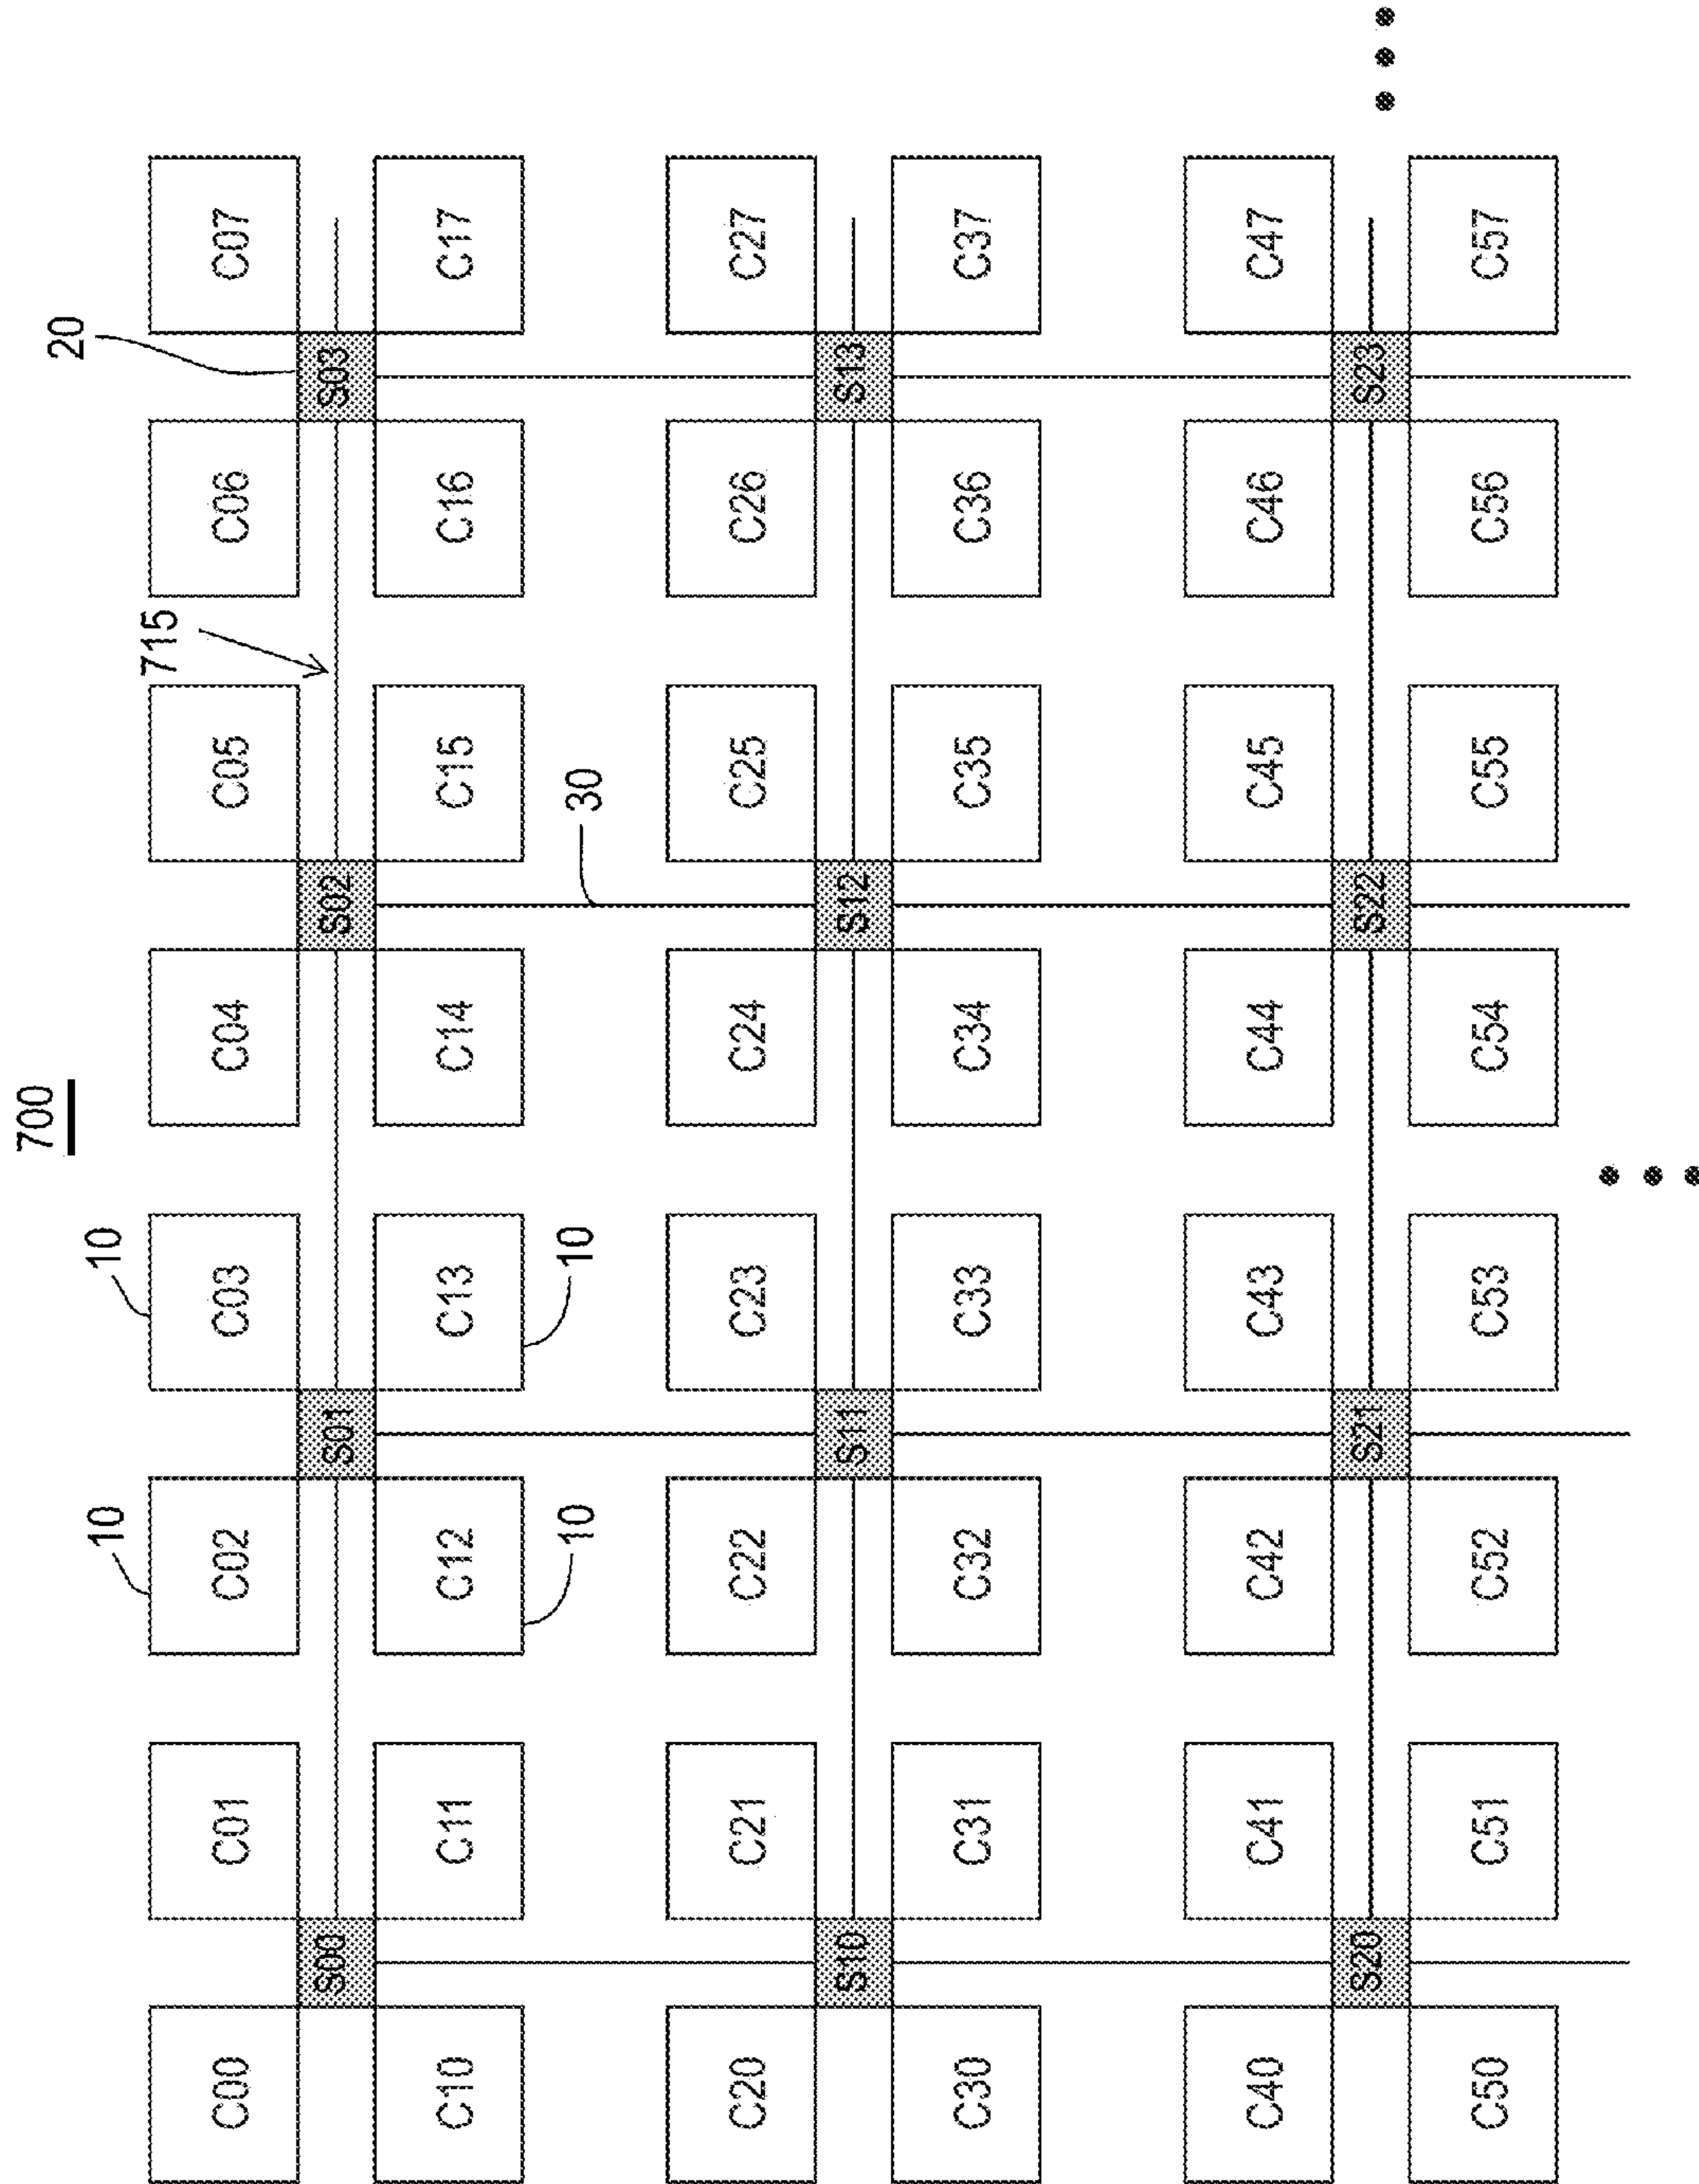 700
20
10 10
715
C00 C01 C02 C03 C04 C05 C06 C07
S00 S01 S02 S03
C10 C11 C12 C13 C14 C15 C16 C17
10 10 30
C20 C21 C22 C23 C24 C25 C26 C27
S10 S11 S12 S13
C30 C31 C32 C33 C34 C35 C36 C37
C40 C41 C42 C43 C44 C45 C46 C47
S20 S21 S22 S23
C50 C51 C52 C53 C54 C55 C56 C57